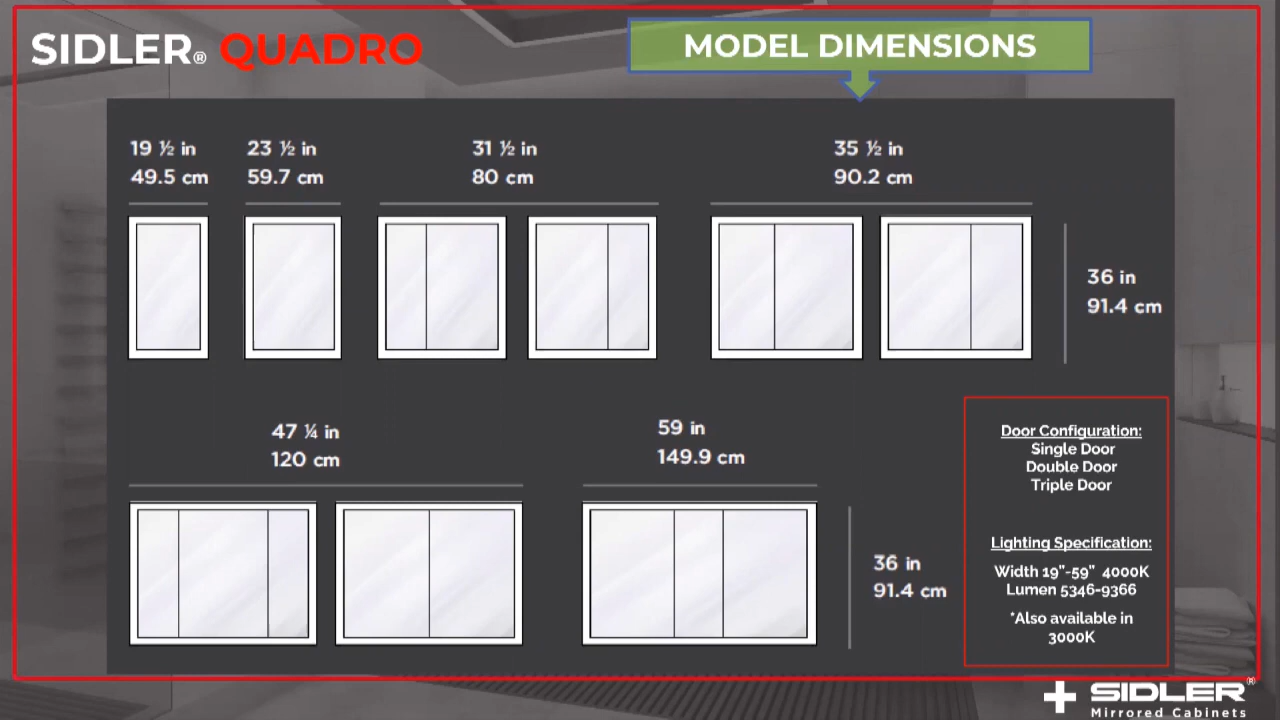 SIDLER® QUADRO
MODEL DIMENSIONS
19 ½ in
49.5 cm
23 ½ in
59.7 cm
31 ½ in
80 cm
35 ½ in
90.2 cm
36 in
91.4 cm
47 ¼ in
120 cm
59 in
149.9 cm
36 in
91.4 cm
Door Configuration:
Single Door
Double Door
Triple Door
Lighting Specification:
Width 19"-59" 4000K
Lumen 5346-9366
*Also available in
3000K
SIDLER®
Mirrored Cabinets